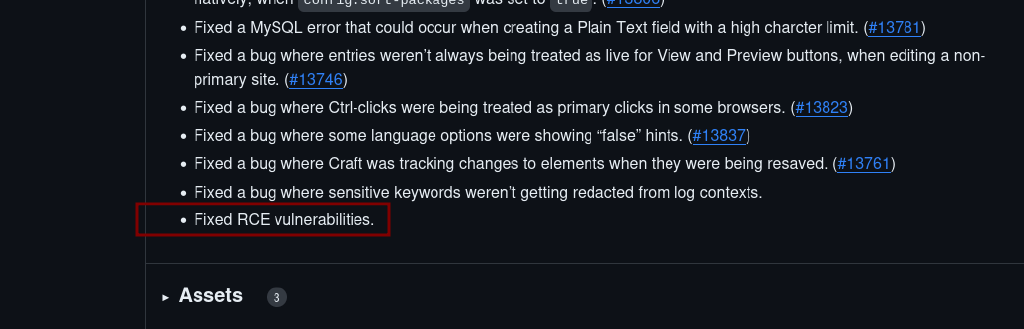 natively, when config.sort-packages was set to true. (#13806)
Fixed a MySQL error that could occur when creating a Plain Text field with a high charcter limit. (#13781)
Fixed a bug where entries weren’t always being treated as live for View and Preview buttons, when editing a non-
primary site. (#13746)
Fixed a bug where Ctrl-clicks were being treated as primary clicks in some browsers. (#13823)
Fixed a bug where some language options were showing “false” hints. (#13837)
Fixed a bug where Craft was tracking changes to elements when they were being resaved. (#13761)
Fixed a bug where sensitive keywords weren’t getting redacted from log contexts.
Fixed RCE vulnerabilities.
Assets 3